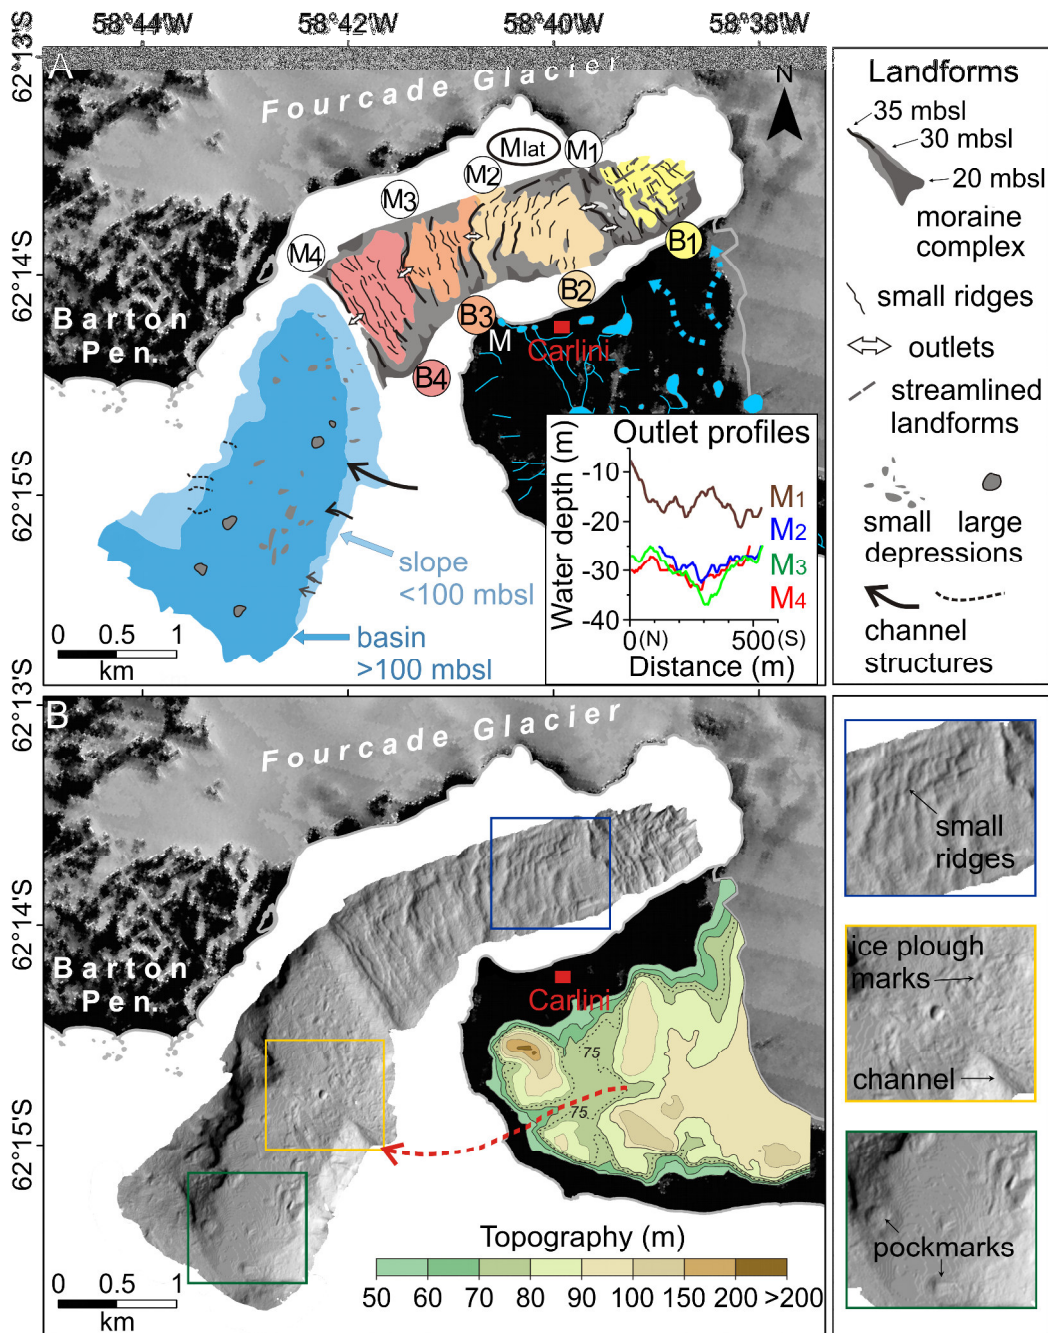 58°44'W 58°42'W 58°40'W 58°38'W
62°13'S
62°14'S
62°15'S
A
Fourcade Glacier
N
Mlat
M1
M2
M3
M4
B1
B2
B3
B4
M
Carlini
Barton
Pen.
slope
<100 mbsl
basin
>100 mbsl
0 0.5 1
km
Outlet profiles
Water depth (m)
-10
-20
-30
-40
M1
M2
M3
M4
0(N) 500(S)
Distance (m)
Landforms
35 mbsl
30 mbsl
20 mbsl
moraine
complex
small ridges
outlets
streamlined
landforms
small large
depressions
channel
structures
62°13'S
62°14'S
62°15'S
B
Fourcade Glacier
Barton
Pen.
Carlini
75
75
0 0.5 1
km
Topography (m)
50 60 70 80 90 100 150 200 >200
small
ridges
ice plough
marks
channel
pockmarks